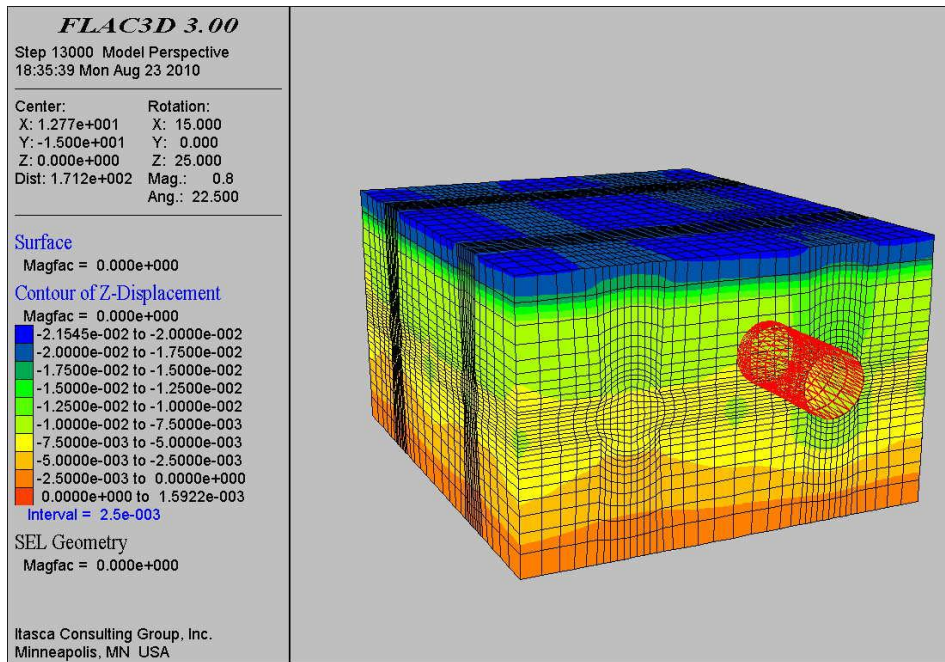 FLAC3D 3.00
Step 13000 Model Perspective
18:35:39 Mon Aug 23 2010
Center: Rotation:
X: 1.277e+001 X: 15.000
Y: -1.500e+001 Y: 0.000
Z: 0.000e+000 Z: 25.000
Dist: 1.712e+002 Mag.: 0.8
Ang.: 22.500
Surface
Magfac = 0.000e+000
Contour of Z-Displacement
Magfac = 0.000e+000
-2.1545e-002 to -2.0000e-002
-2.0000e-002 to -1.7500e-002
-1.7500e-002 to -1.5000e-002
-1.5000e-002 to -1.2500e-002
-1.2500e-002 to -1.0000e-002
-1.0000e-002 to -7.5000e-003
-7.5000e-003 to -5.0000e-003
-5.0000e-003 to -2.5000e-003
-2.5000e-003 to 0.0000e+000
0.0000e+000 to 1.5922e-003
Interval = 2.5e-003
SEL Geometry
Magfac = 0.000e+000
Itasca Consulting Group, Inc.
Minneapolis, MN USA